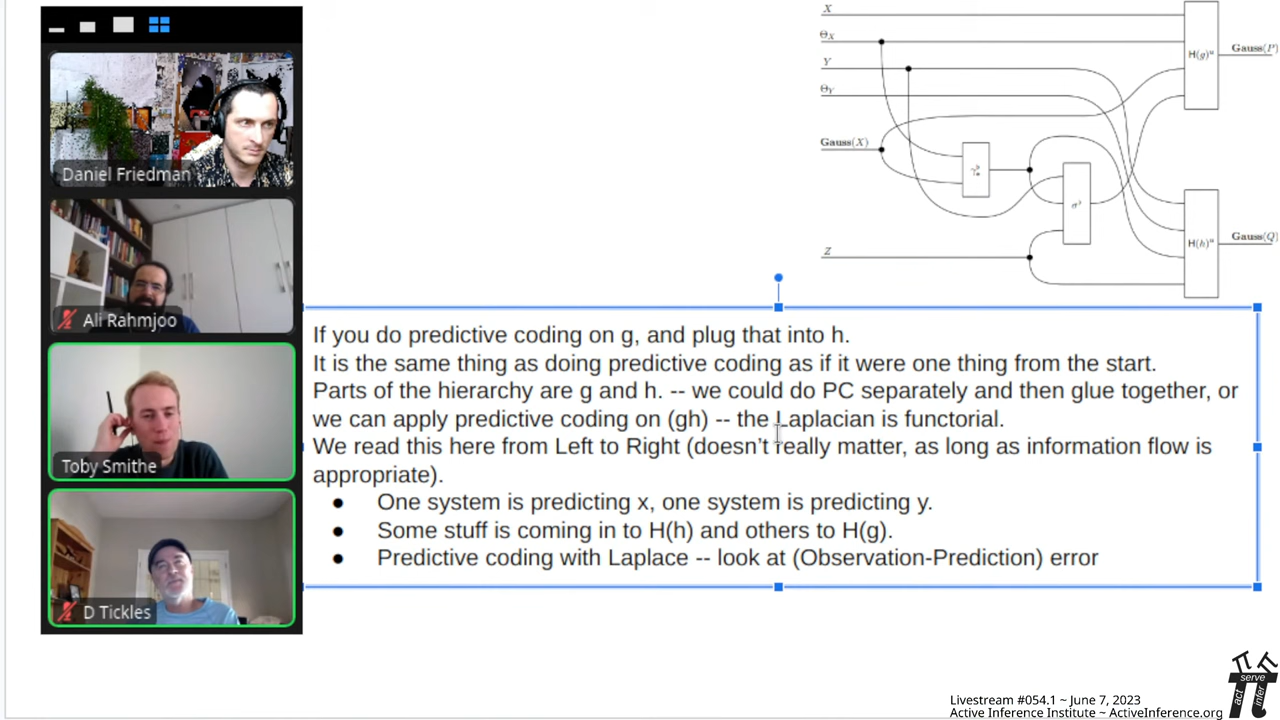 Daniel Friedman
Ali Rahmjoo
Toby Smithe
D Tickles
X
Θ_X
Y
Θ_Y
Gauss(X)
Z
H(g)
Gauss(P)
H(h)
Gauss(Q)
If you do predictive coding on g, and plug that into h.
It is the same thing as doing predictive coding as if it were one thing from the start.
Parts of the hierarchy are g and h. -- we could do PC separately and then glue together, or
we can apply predictive coding on (gh) -- the Laplacian is functorial.
We read this here from Left to Right (doesn't really matter, as long as information flow is
appropriate).
● One system is predicting x, one system is predicting y.
● Some stuff is coming in to H(h) and others to H(g).
● Predictive coding with Laplace -- look at (Observation-Prediction) error
act
serve
infer
Livestream #054.1 ~ June 7, 2023
Active Inference Institute ~ ActiveInference.org